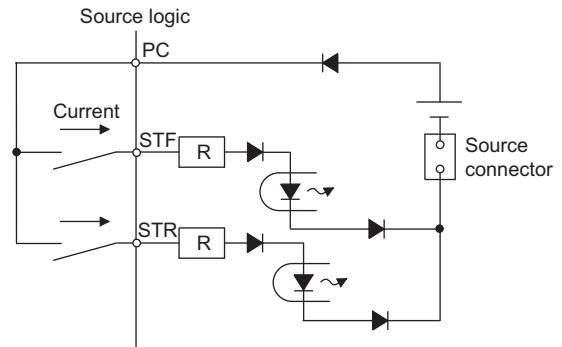 Source logic
PC
Current
STF
R
Source
connector
STR
R